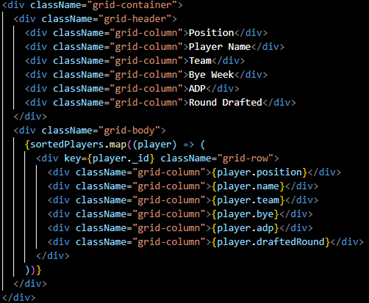 <div className="grid-container">
<div className="grid-header">
<div className="grid-column">Position</div>
<div className="grid-column">Player Name</div>
<div className="grid-column">Team</div>
<div className="grid-column">Bye Week</div>
<div className="grid-column">ADP</div>
<div className="grid-column">Round Drafted</div>
</div>
<div className="grid-body">
{sortedPlayers.map((player) => (
<div key={player._id} className="grid-row">
<div className="grid-column">{player.position}</div>
<div className="grid-column">{player.name}</div>
<div className="grid-column">{player.team}</div>
<div className="grid-column">{player.bye}</div>
<div className="grid-column">{player.adp}</div>
<div className="grid-column">{player.draftedRound}</div>
</div>
))}
</div>
</div>